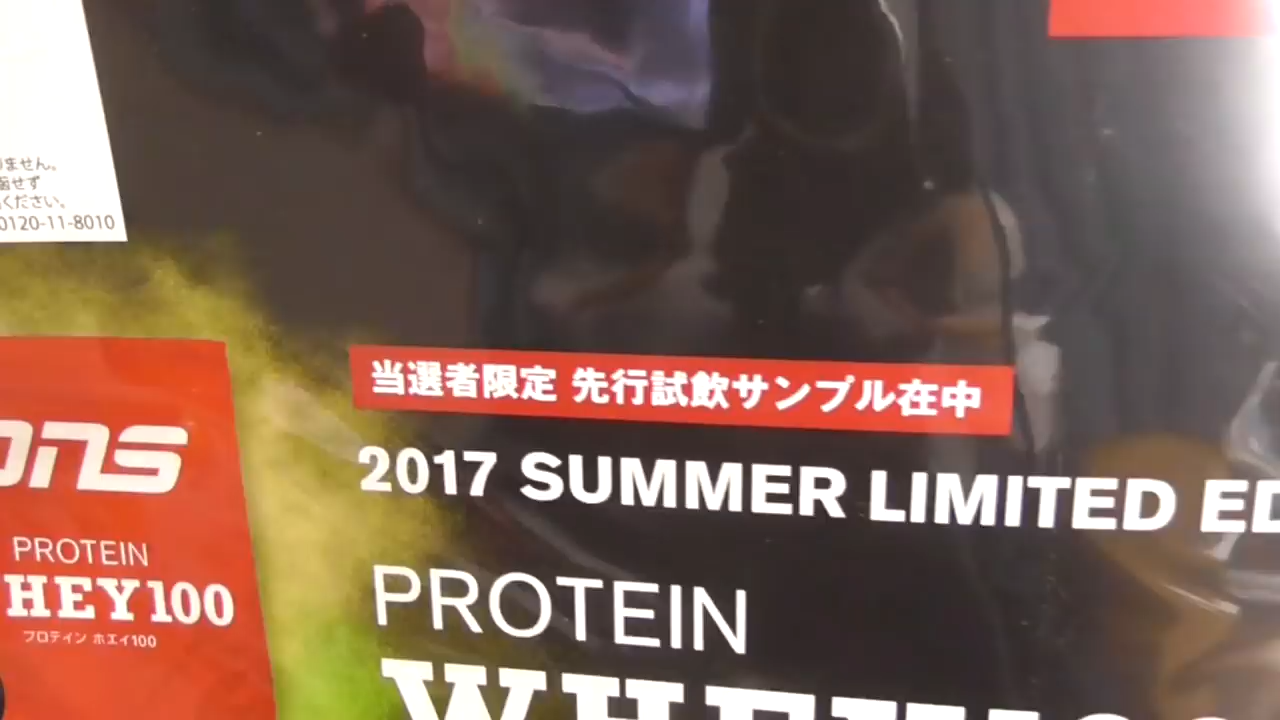 ません。
せず
ください。
0120-11-8010
当選者限定 先行試飲サンプル在中
2017 SUMMER LIMITED ED
PROTEIN
WHEY
DNS
PROTEIN
HEY100
プロテイン ホエイ100